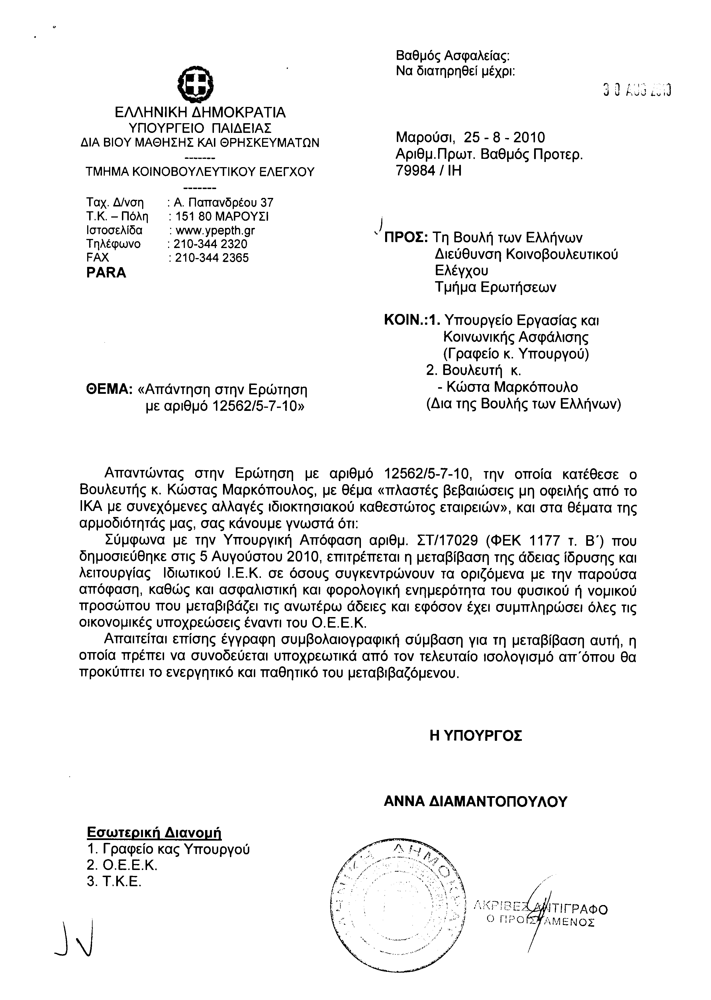 Βαθμός Ασφαλείας:
Να διατηρηθεί μέχρι:
30 AUG 2010
ΕΛΛΗΝΙΚΗ ΔΗΜΟΚΡΑΤΙΑ
ΥΠΟΥΡΓΕΙΟ ΠΑΙΔΕΙΑΣ
ΔΙΑ ΒΙΟΥ ΜΑΘΗΣΗΣ ΚΑΙ ΘΡΗΣΚΕΥΜΑΤΩΝ
-------
ΤΜΗΜΑ ΚΟΙΝΟΒΟΥΛΕΥΤΙΚΟΥ ΕΛΕΓΧΟΥ
-------
Μαρούσι, 25 - 8 - 2010
Αριθμ.Πρωτ. Βαθμός Προτερ.
79984 / ΙΗ
Ταχ. Δ/νση : Α. Παπανδρέου 37
Τ.Κ. – Πόλη : 151 80 ΜΑΡΟΥΣΙ
Ιστοσελίδα : www.ypepth.gr
Τηλέφωνο : 210-344 2320
FAX : 210-344 2365
PARA
ΠΡΟΣ: Τη Βουλή των Ελλήνων
Διεύθυνση Κοινοβουλευτικού
Ελέγχου
Τμήμα Ερωτήσεων
ΚΟΙΝ.:1. Υπουργείο Εργασίας και
Κοινωνικής Ασφάλισης
(Γραφείο κ. Υπουργού)
2. Βουλευτή κ.
- Κώστα Μαρκόπουλο
(Δια της Βουλής των Ελλήνων)
ΘΕΜΑ: «Απάντηση στην Ερώτηση
με αριθμό 12562/5-7-10»
Απαντώντας στην Ερώτηση με αριθμό 12562/5-7-10, την οποία κατέθεσε ο
Βουλευτής κ. Κώστας Μαρκόπουλος, με θέμα «πλαστές βεβαιώσεις μη οφειλής από το
ΙΚΑ με συνεχόμενες αλλαγές ιδιοκτησιακού καθεστώτος εταιρειών», και στα θέματα της
αρμοδιότητάς μας, σας κάνουμε γνωστά ότι:
Σύμφωνα με την Υπουργική Απόφαση αριθμ. ΣΤ/17029 (ΦΕΚ 1177 τ. Β΄) που
δημοσιεύθηκε στις 5 Αυγούστου 2010, επιτρέπεται η μεταβίβαση της άδειας ίδρυσης και
λειτουργίας Ιδιωτικού Ι.Ε.Κ. σε όσους συγκεντρώνουν τα οριζόμενα με την παρούσα
απόφαση, καθώς και ασφαλιστική και φορολογική ενημερότητα του φυσικού ή νομικού
προσώπου που μεταβιβάζει τις ανωτέρω άδειες και εφόσον έχει συμπληρώσει όλες τις
οικονομικές υποχρεώσεις έναντι του Ο.Ε.Ε.Κ.
Απαιτείται επίσης έγγραφη συμβολαιογραφική σύμβαση για τη μεταβίβαση αυτή, η
οποία πρέπει να συνοδεύεται υποχρεωτικά από τον τελευταίο ισολογισμό απ΄όπου θα
προκύπτει το ενεργητικό και παθητικό του μεταβιβαζόμενου.
Η ΥΠΟΥΡΓΟΣ
ΑΝΝΑ ΔΙΑΜΑΝΤΟΠΟΥΛΟΥ
Εσωτερική Διανομή
1. Γραφείο κας Υπουργού
2. Ο.Ε.Ε.Κ.
3. Τ.Κ.Ε.
ΕΛΛΗΝΙΚΗ ΔΗΜΟΚΡΑΤΙΑ
ΑΚΡΙΒΕΣ ΑΝΤΙΓΡΑΦΟ
Ο ΠΡΟΪΣΤΑΜΕΝΟΣ